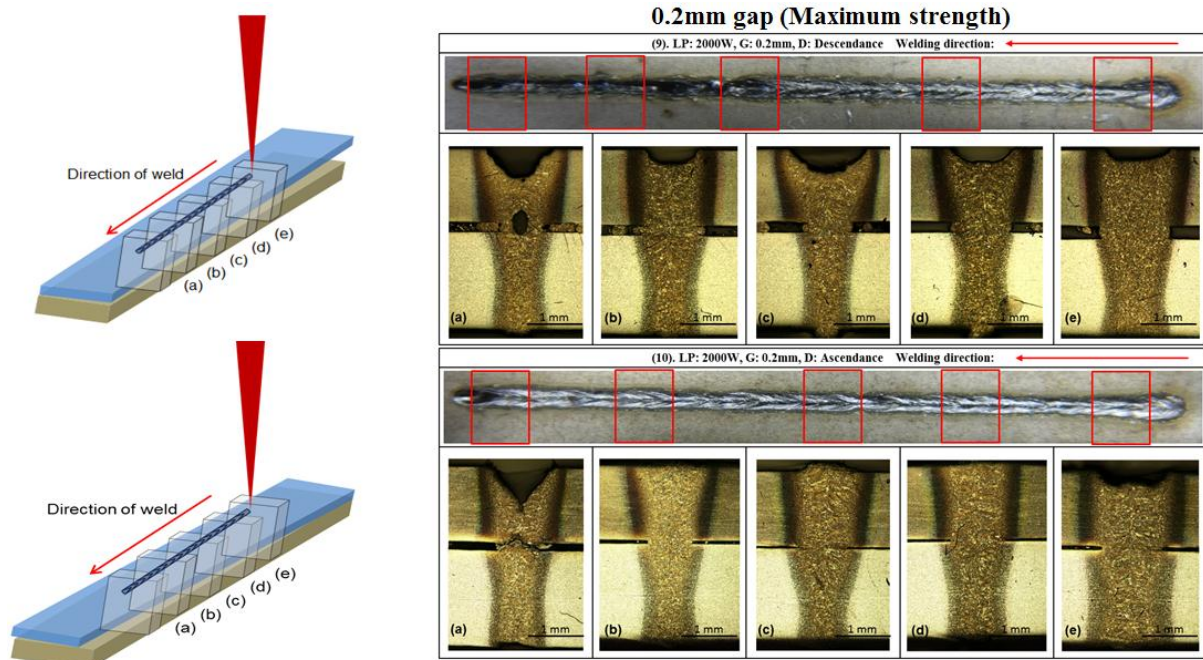 0.2mm gap (Maximum strength)
(9). LP: 2000W, G: 0.2mm, D: Descendance Welding direction:
Direction of weld
(a)
(b)
(c)
(d)
(e)
(a) 1 mm
(b) 1 mm
(c) 1 mm
(d) 1 mm
(e) 1 mm
(10). LP: 2000W, G: 0.2mm, D: Ascendance Welding direction:
Direction of weld
(a)
(b)
(c)
(d)
(e)
(a) 1 mm
(b) 1 mm
(c) 1 mm
(d) 1 mm
(e) 1 mm